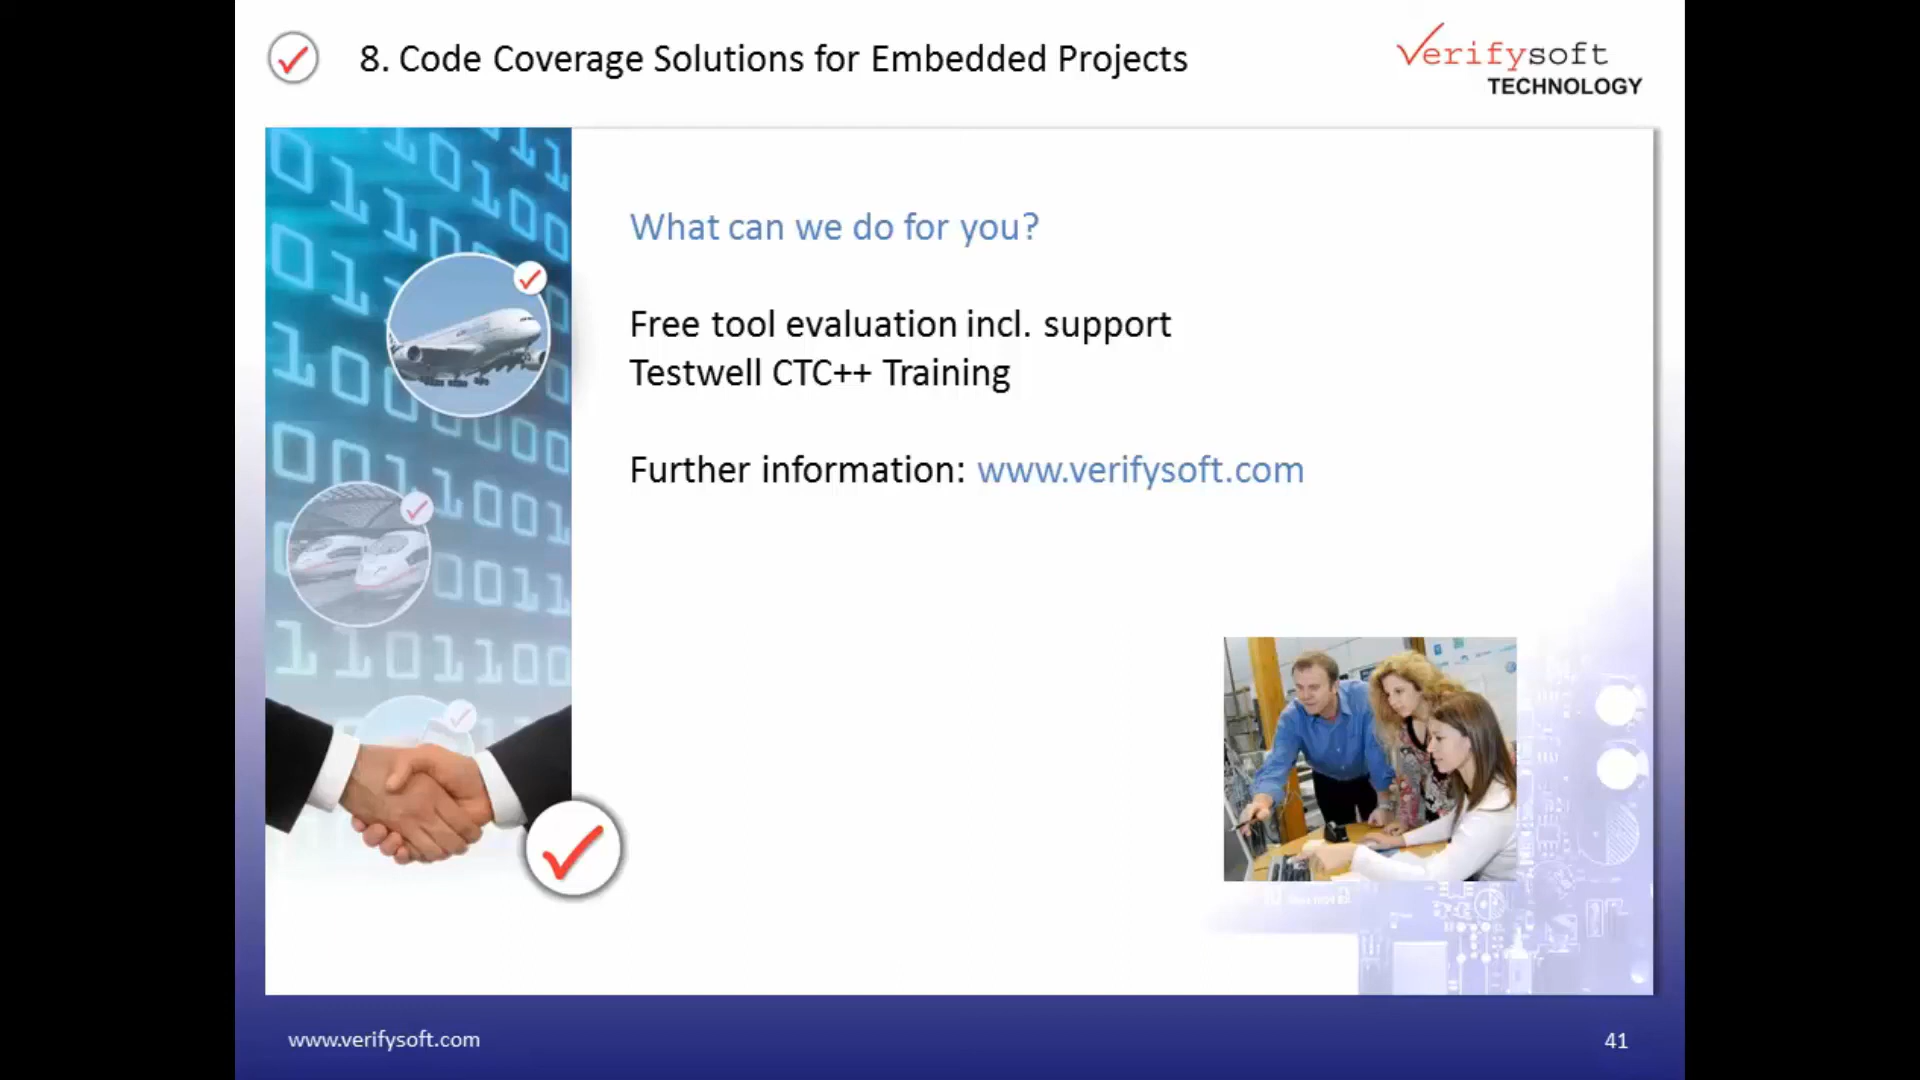 8. Code Coverage Solutions for Embedded Projects
Verifysoft
TECHNOLOGY
What can we do for you?
Free tool evaluation incl. support
Testwell CTC++ Training
Further information: www.verifysoft.com
www.verifysoft.com
41